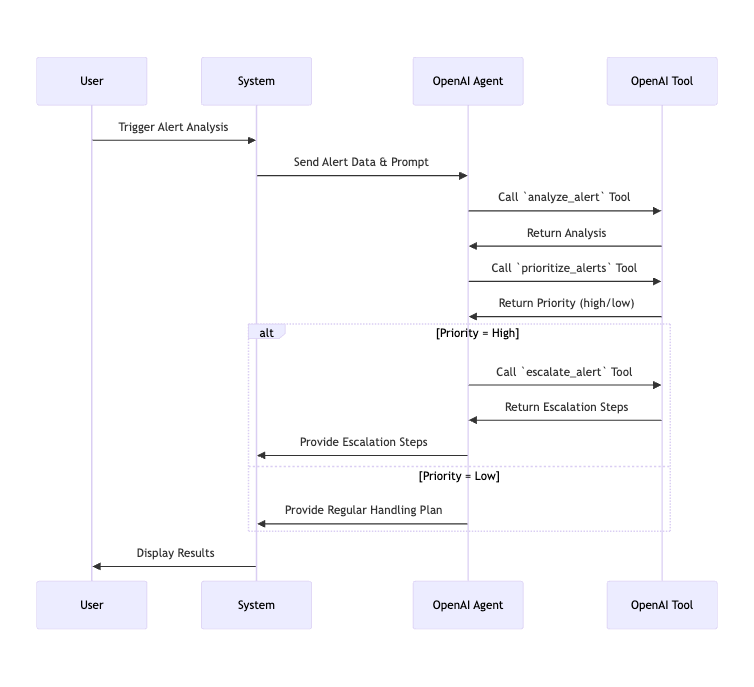 User
System
OpenAI Agent
OpenAI Tool
Trigger Alert Analysis
Send Alert Data & Prompt
Call `analyze_alert` Tool
Return Analysis
Call `prioritize_alerts` Tool
Return Priority (high/low)
alt
[Priority = High]
Call `escalate_alert` Tool
Return Escalation Steps
Provide Escalation Steps
[Priority = Low]
Provide Regular Handling Plan
Display Results
User
System
OpenAI Agent
OpenAI Tool